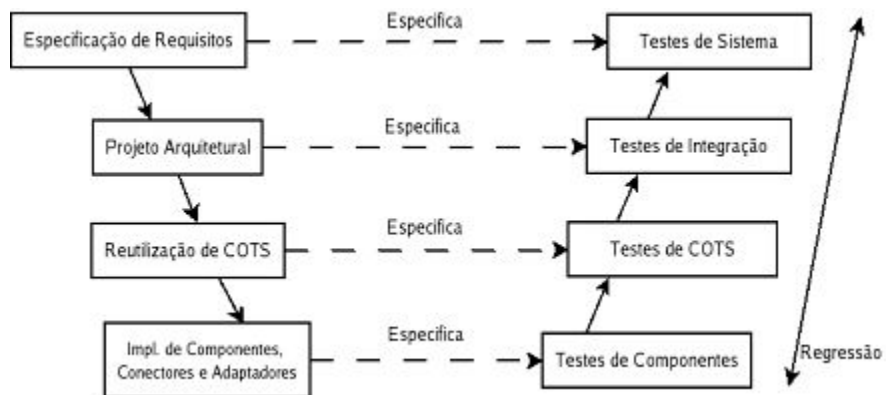 Especifica
Especificação de Requisitos
Testes de Sistema
Especifica
Projeto Arquitetural
Testes de Integração
Especifica
Reutilização de COTS
Testes de COTS
Especifica
Impl. de Componentes,
Conectores e Adaptadores
Testes de Componentes
Regressão